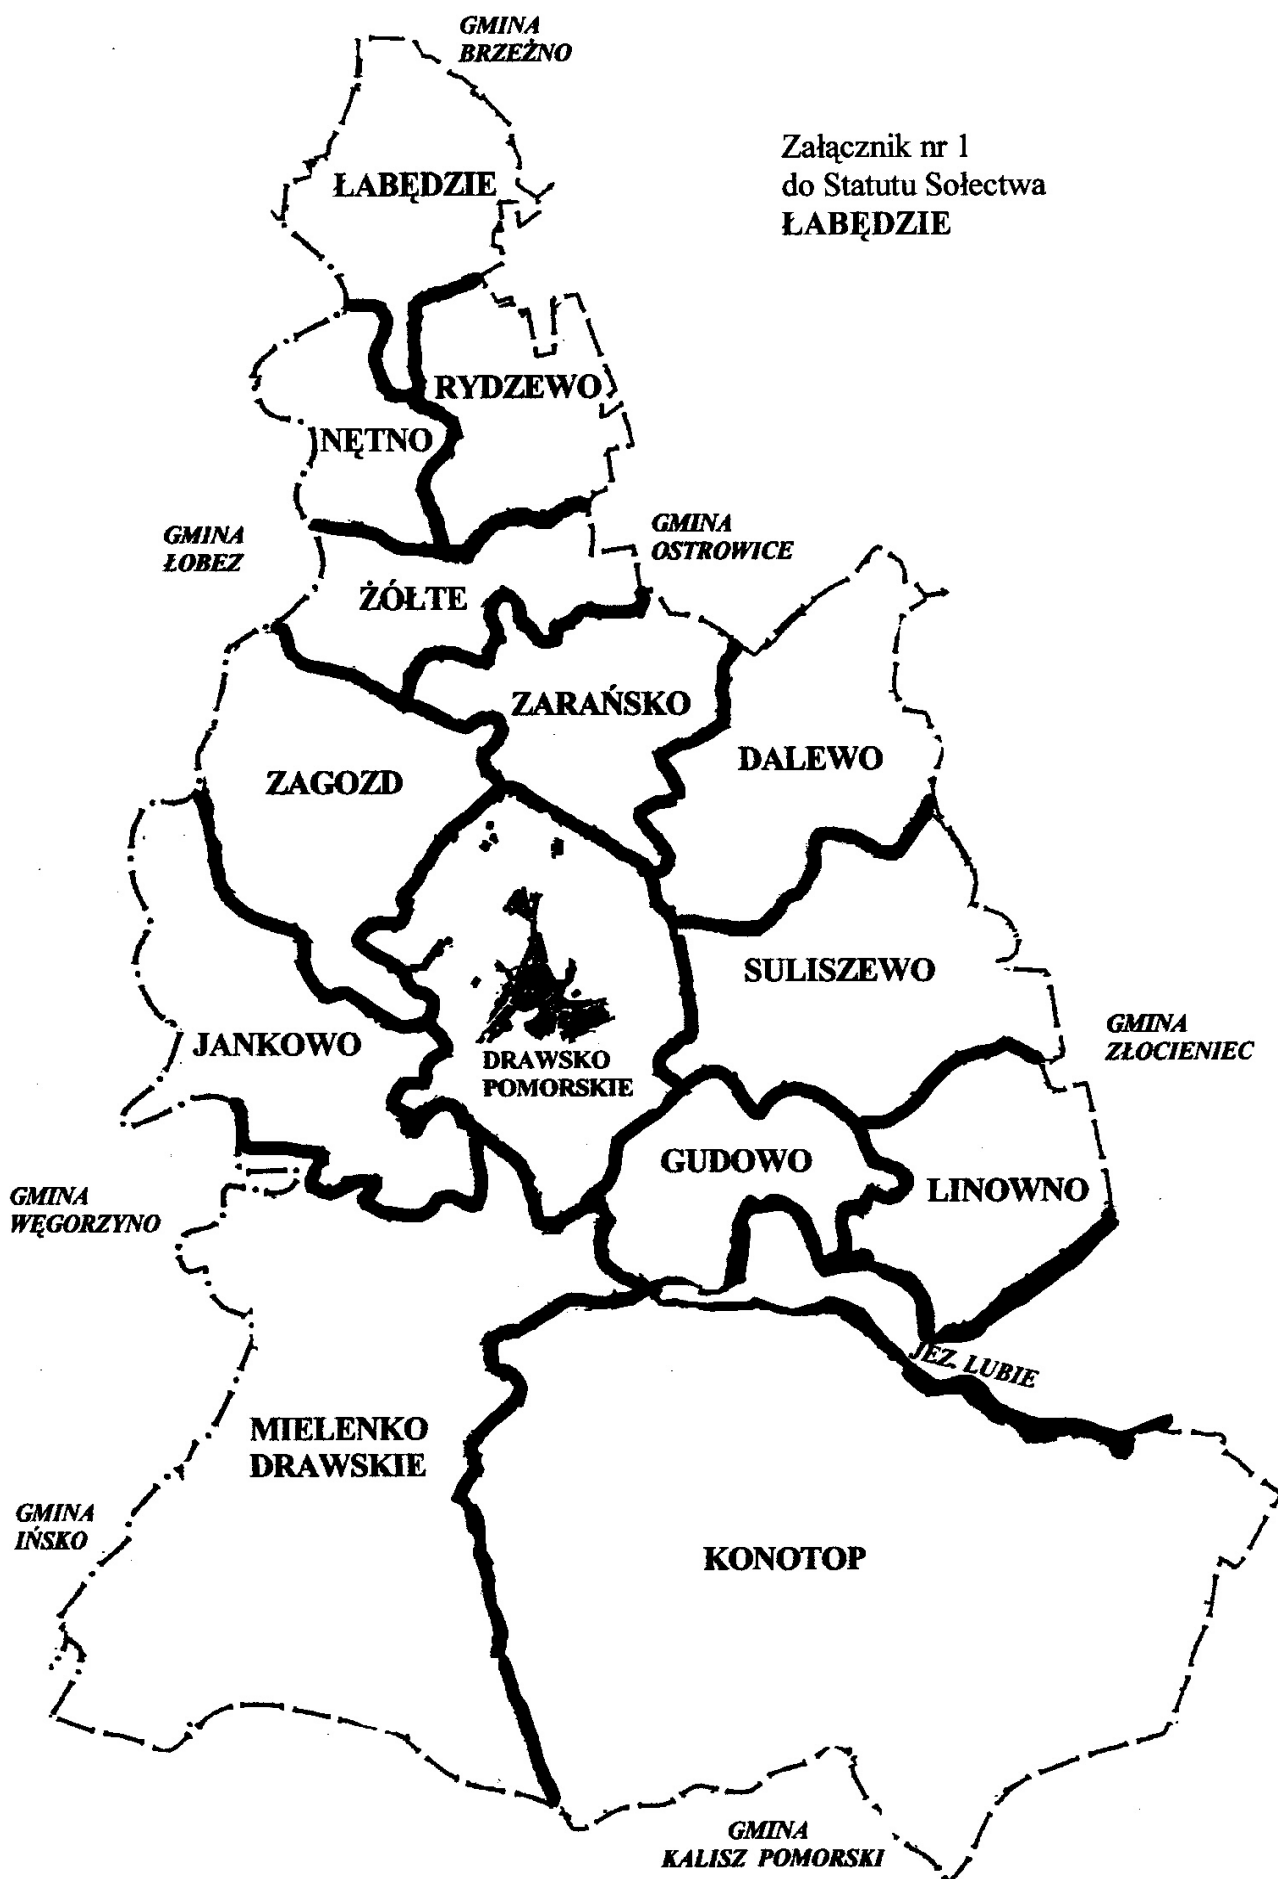 GMINA
BRZEŻNO
Załącznik nr 1
do Statutu Sołectwa
ŁABĘDZIE
ŁABĘDZIE
RYDZEWO
NĘTNO
GMINA
ŁOBEZ
GMINA
OSTROWICE
ŻÓŁTE
ZARAŃSKO
DALEWO
ZAGOZD
SULISZEWO
JANKOWO
DRAWSKO
POMORSKIE
GMINA
ZŁOCIENIEC
GUDOWO
LINOWNO
GMINA
WĘGORZYNO
JEZ. LUBIE
MIELENKO
DRAWSKIE
GMINA
IŃSKO
KONOTOP
GMINA
KALISZ POMORSKI